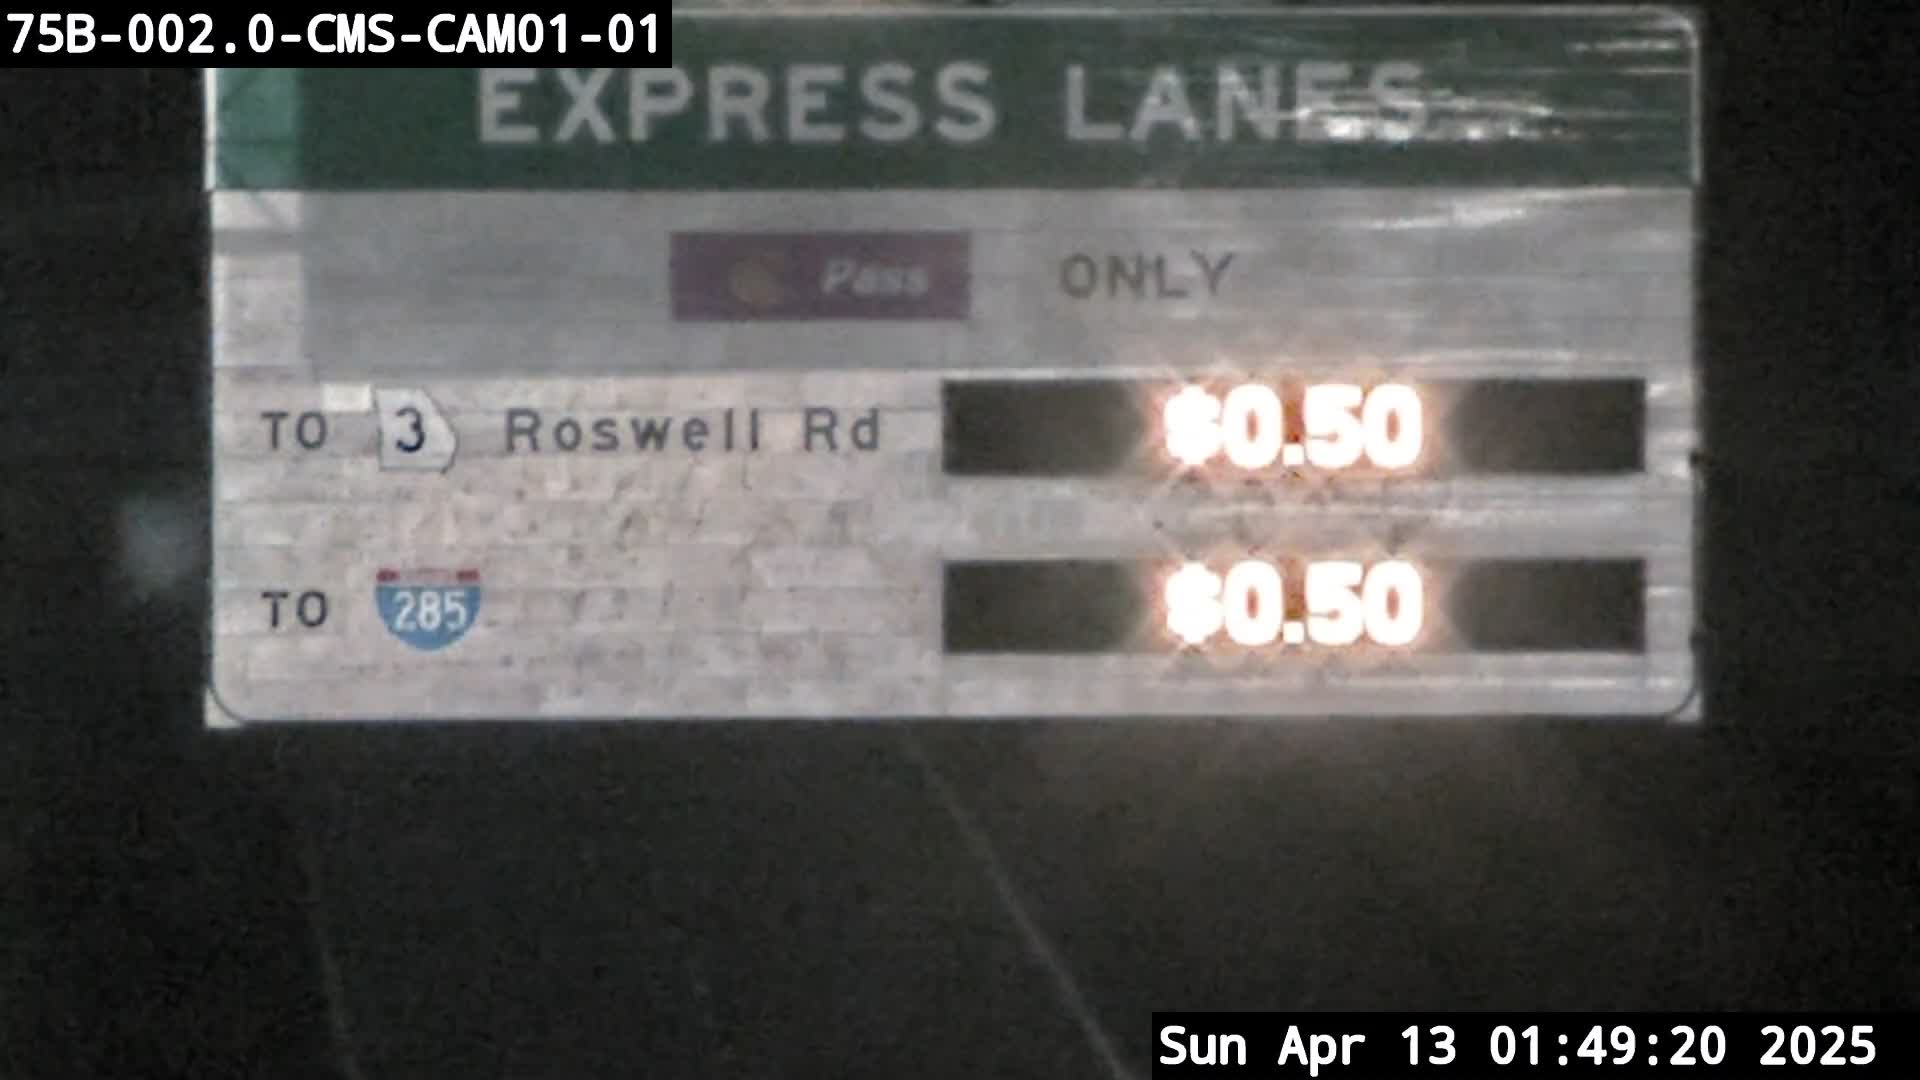 75B-002.0-CMS-CAM01-01
EXPRESS LANES
Pass ONLY
TO 3 Roswell Rd $0.50
TO 285 $0.50
Sun Apr 13 01:49:20 2025